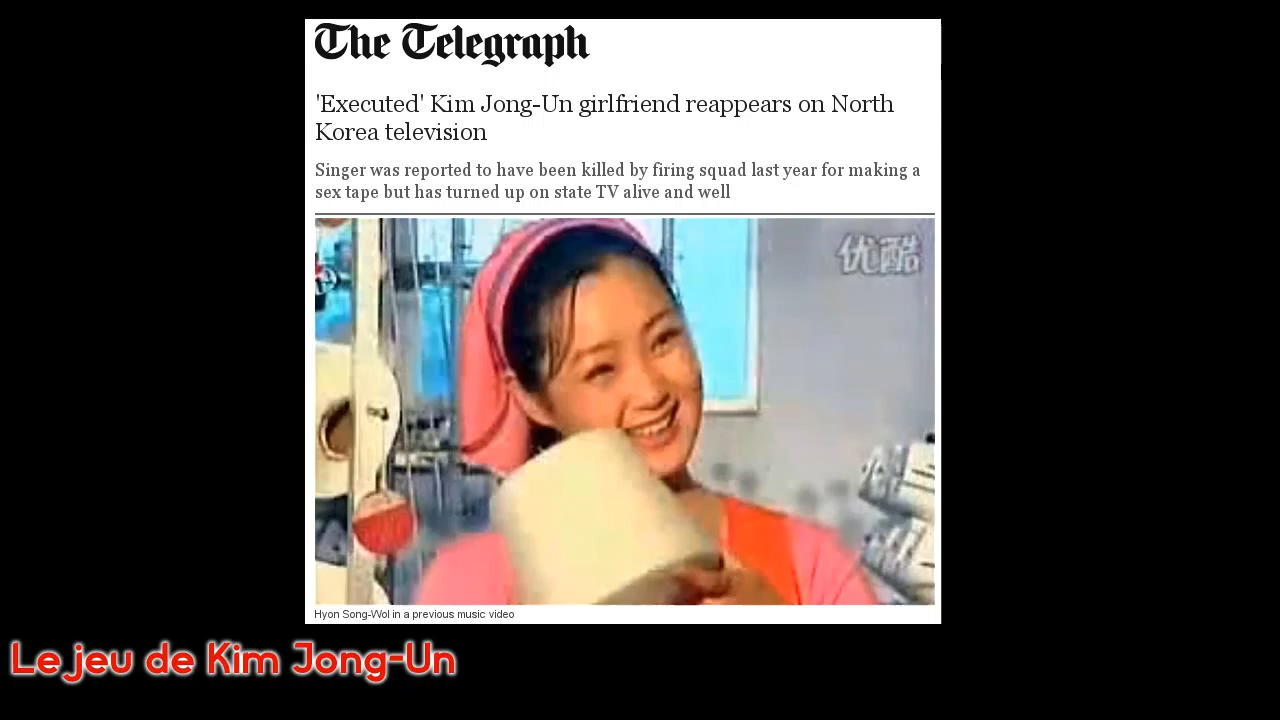 The Telegraph
'Executed' Kim Jong-Un girlfriend reappears on North
Korea television
Singer was reported to have been killed by firing squad last year for making a
sex tape but has turned up on state TV alive and well
优酷
Hyon Song-Wol in a previous music video
Le jeu de Kim Jong-Un